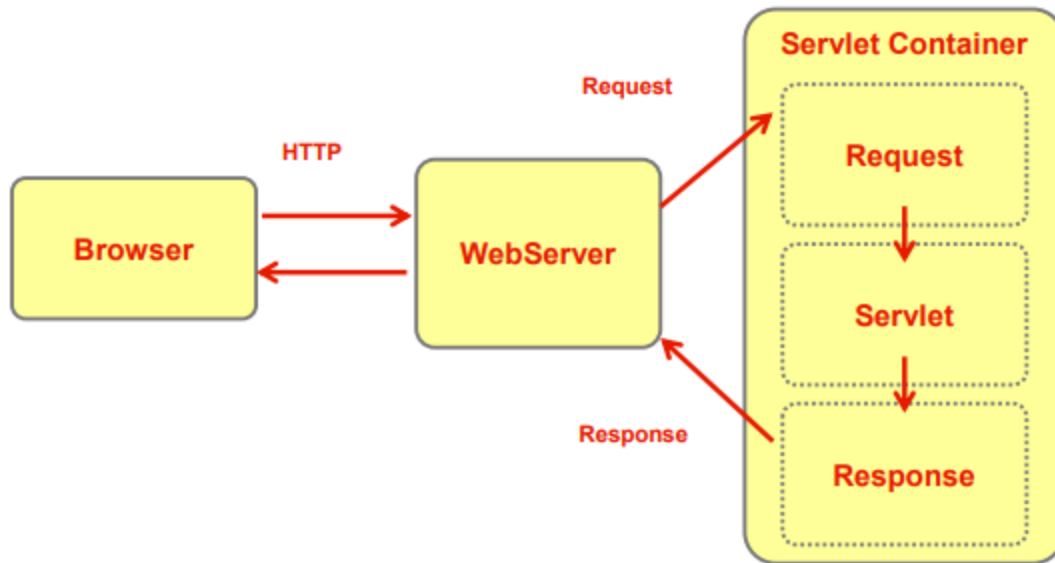 Servlet Container
Request
HTTP
Request
Browser
WebServer
Servlet
Response
Response